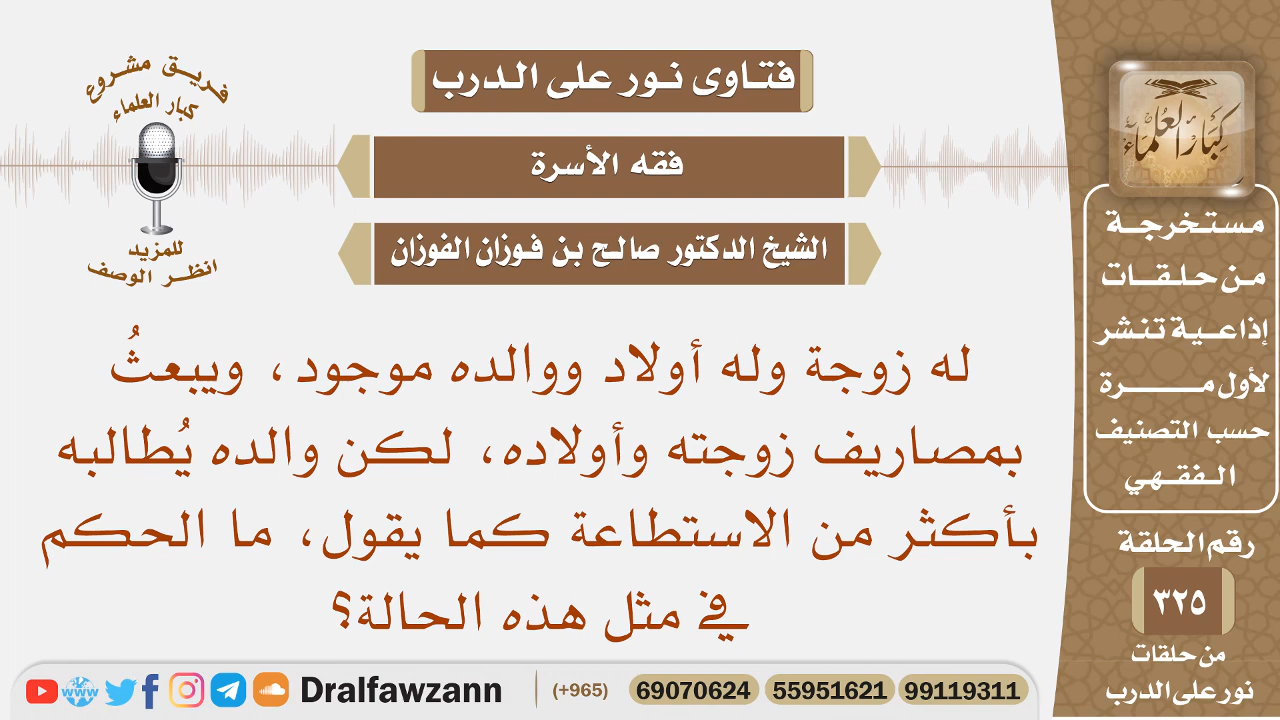 فتاوى نور على الدرب
فقه الأسرة
الشيخ الدكتور صالح بن فوزان الفوزان
فريق مشروع
كبار العلماء
للمزيد
انظر الوصف
له زوجة وله أولاد ووالده موجود، ويبعثُ
بمصاريف زوجته وأولاده، لكن والده يُطالبه
بأكثر من الاستطاعة كما يقول، ما الحكم
في مثل هذه الحالة؟
كبار العلماء
مستخرجة
من حلقات
إذاعية تنشر
لأول مرة
حسب التصنيف
الفقهي
رقم الحلقة
٣٢٥
من حلقات
نور على الدرب
www Dralfawzann (+965) 69070624 55951621 99119311